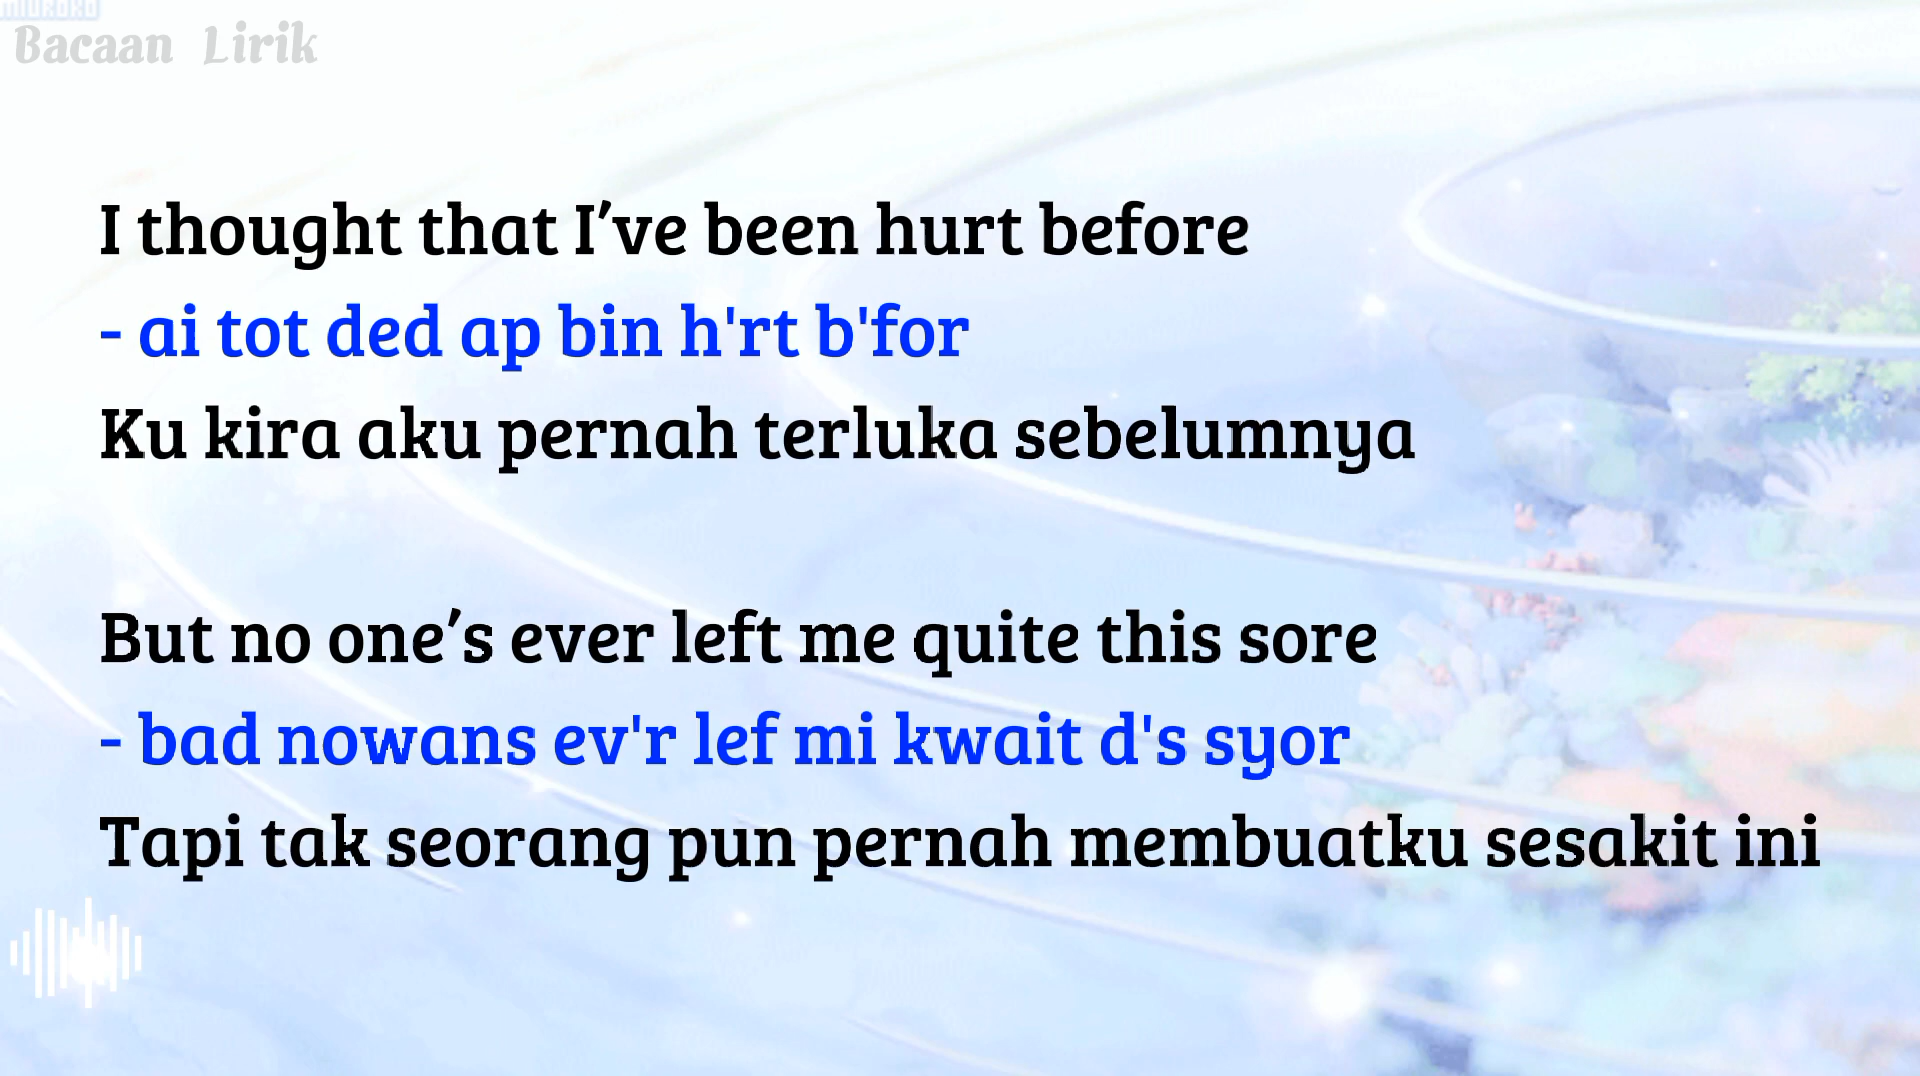 MIUROKO
Bacaan Lirik
I thought that I’ve been hurt before
- ai tot ded ap bin h'rt b'for
Ku kira aku pernah terluka sebelumnya
But no one’s ever left me quite this sore
- bad nowans ev'r lef mi kwait d's syor
Tapi tak seorang pun pernah membuatku sesakit ini